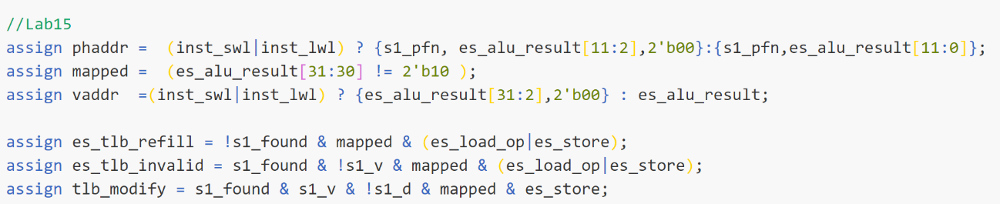 //Lab15
assign phaddr =  (inst_swl|inst_lwl) ? {s1_pfn, es_alu_result[11:2],2'b00}:{s1_pfn,es_alu_result[11:0]};
assign mapped =  (es_alu_result[31:30] != 2'b10 );
assign vaddr  =(inst_swl|inst_lwl) ? {es_alu_result[31:2],2'b00} : es_alu_result;
assign es_tlb_refill = !s1_found & mapped & (es_load_op|es_store);
assign es_tlb_invalid = s1_found & !s1_v & mapped & (es_load_op|es_store);
assign tlb_modify = s1_found & s1_v & !s1_d & mapped & es_store;